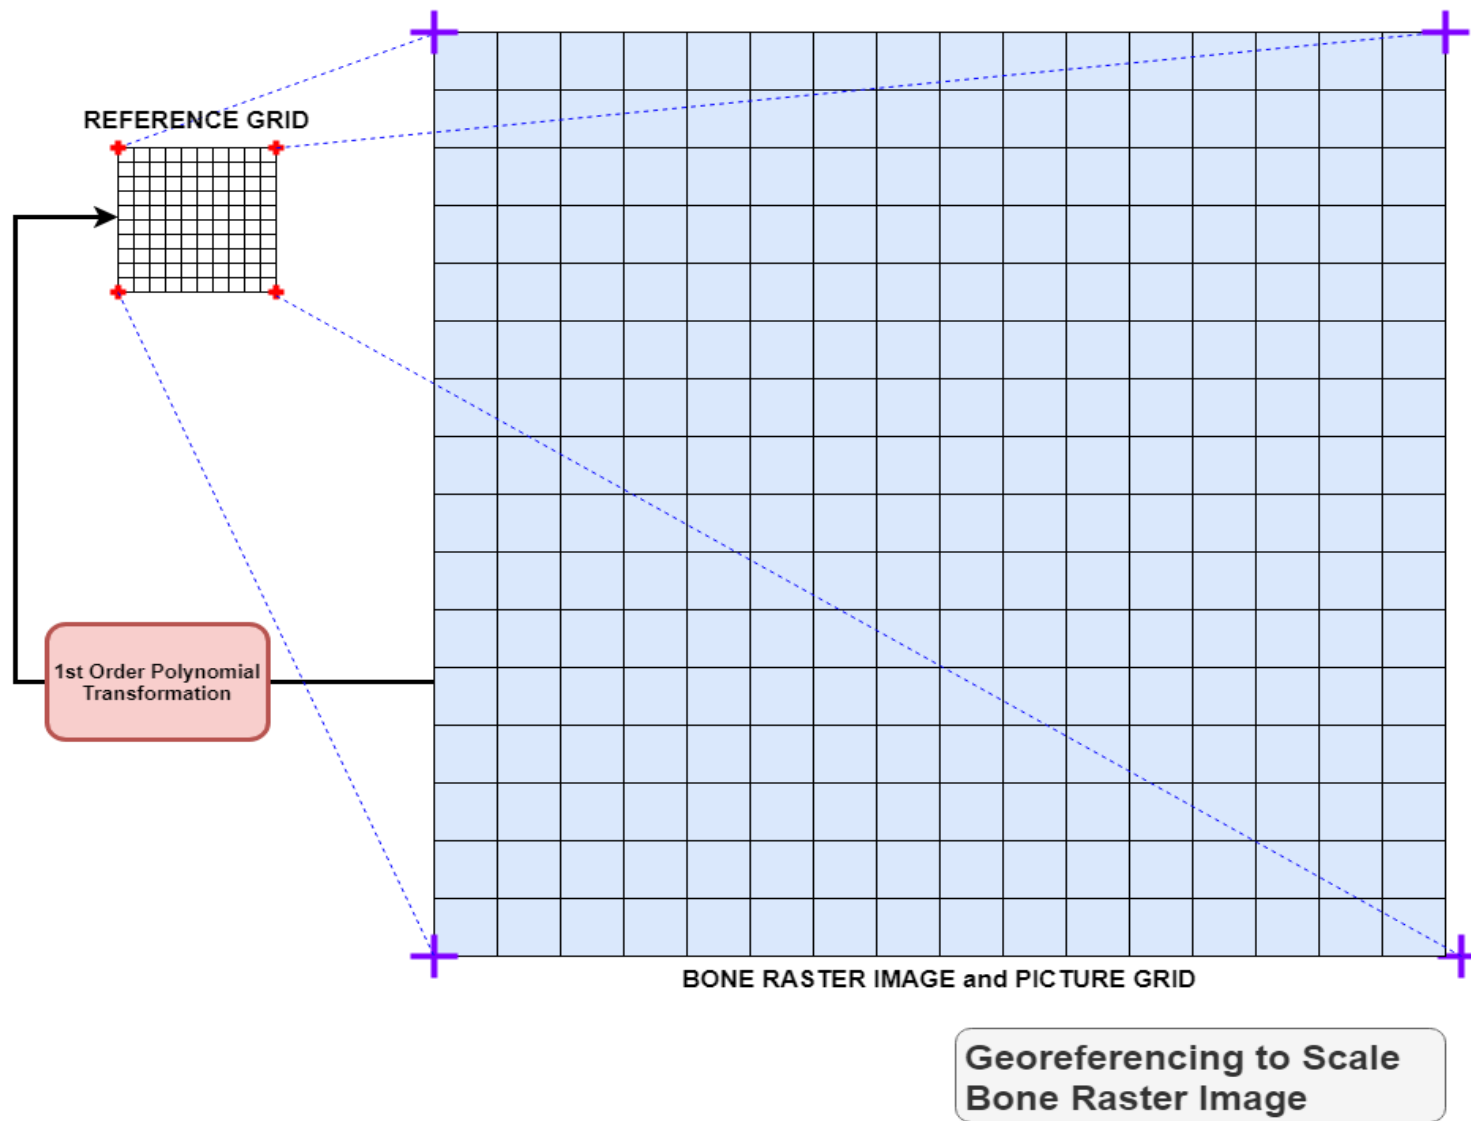 REFERENCE GRID
1st Order Polynomial
Transformation
BONE RASTER IMAGE and PICTURE GRID
Georeferencing to Scale
Bone Raster Image